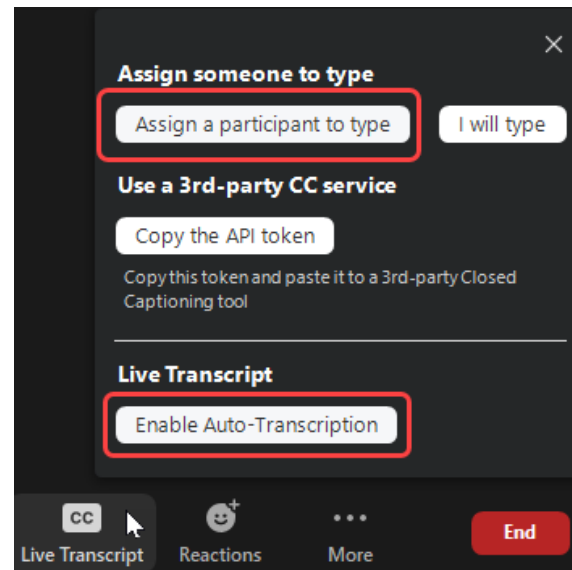 Assign someone to type
Assign a participant to type
I will type
Use a 3rd-party CC service
Copy the API token
Copy this token and paste it to a 3rd-party Closed
Captioning tool
Live Transcript
Enable Auto-Transcription
CC
Live Transcript
Reactions
More
End